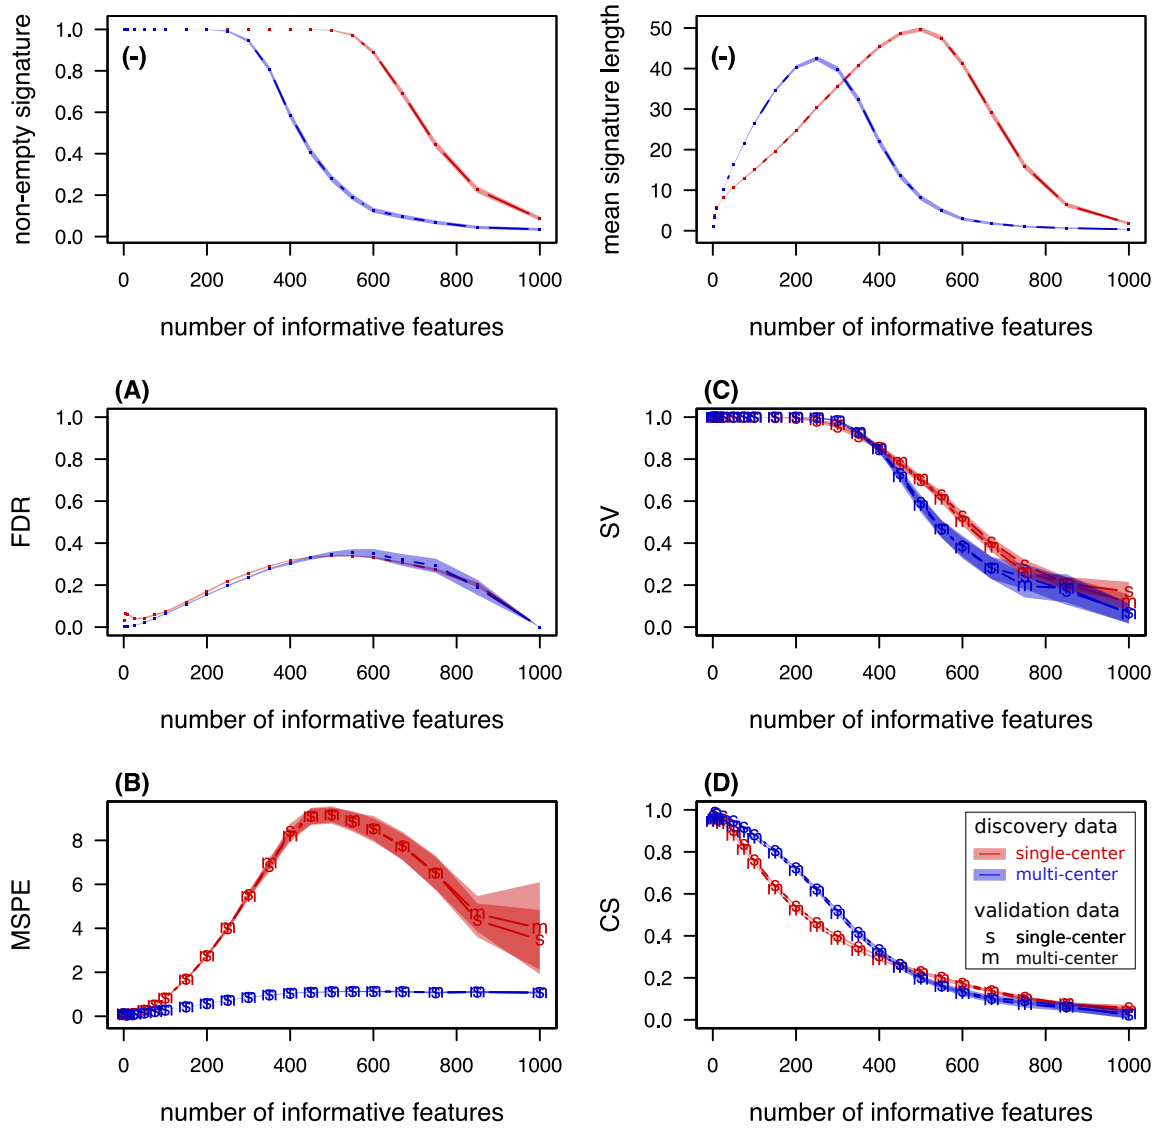 non-empty signature
(-)
1.0
0.8
0.6
0.4
0.2
0.0
0 200 400 600 800 1000
number of informative features
mean signature length
(-)
50
40
30
20
10
0
0 200 400 600 800 1000
number of informative features
(A)
FDR
1.0
0.8
0.6
0.4
0.2
0.0
0 200 400 600 800 1000
number of informative features
(C)
SV
1.0
0.8
0.6
0.4
0.2
0.0
0 200 400 600 800 1000
number of informative features
(B)
MSPE
8
6
4
2
0
0 200 400 600 800 1000
number of informative features
(D)
CS
1.0
0.8
0.6
0.4
0.2
0.0
0 200 400 600 800 1000
number of informative features
discovery data
single-center
multi-center
validation data
s single-center
m multi-center